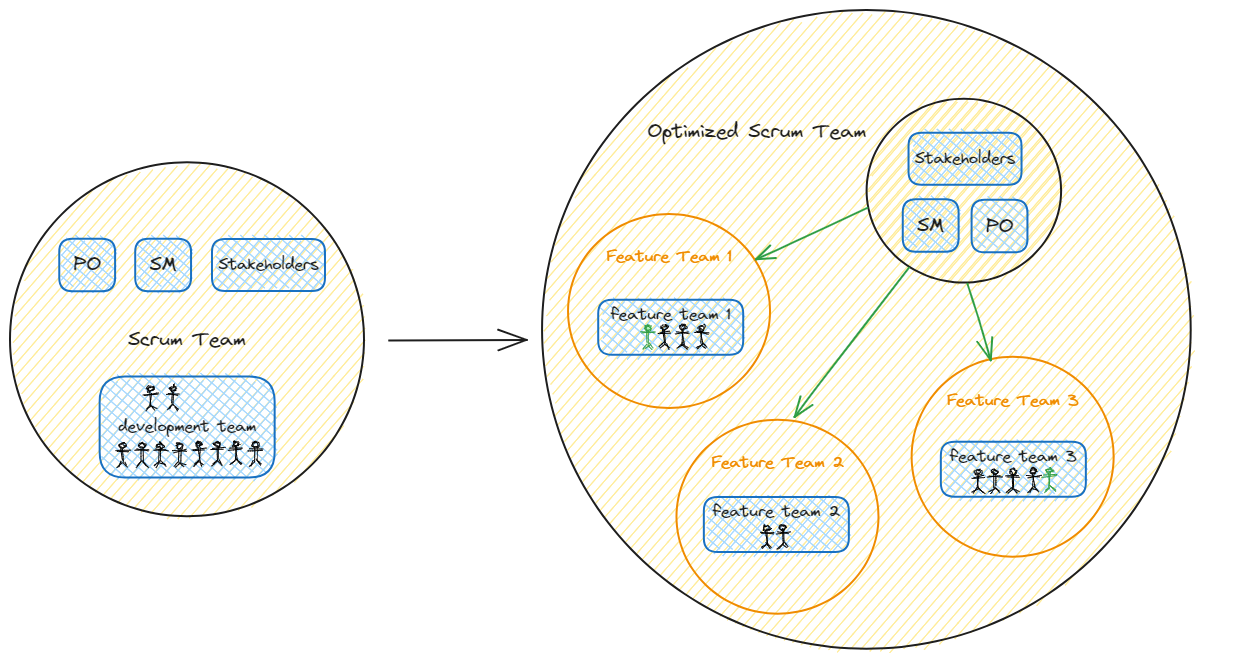 PO
SM
Stakeholders
Scrum Team
development team
Optimized Scrum Team
Stakeholders
SM
PO
Feature Team 1
feature team 1
Feature Team 2
feature team 2
Feature Team 3
feature team 3